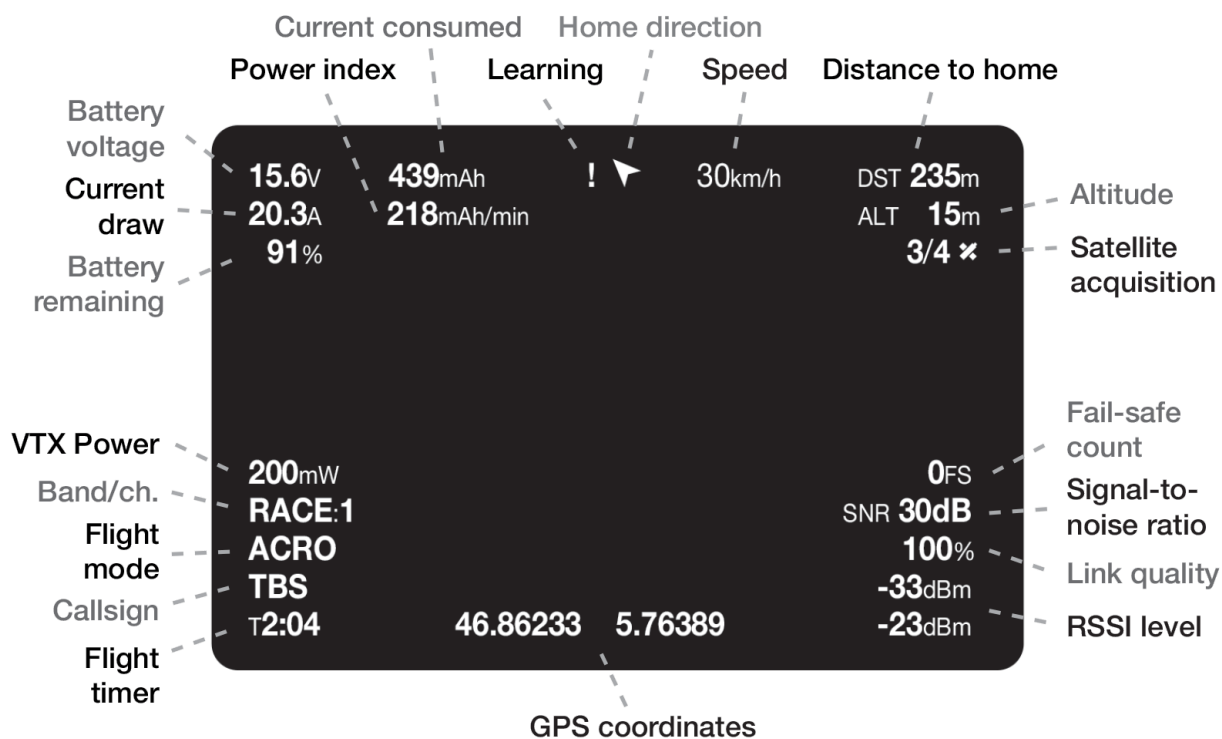 Current consumed
Home direction
Power index
Learning
Speed
Distance to home
Battery
voltage
Current
draw
Battery
remaining
15.6V
439mAh
!
30km/h
DST 235m
20.3A
218mAh/min
ALT 15m
91%
3/4
Altitude
Satellite
acquisition
VTX Power
Band/ch.
Flight
mode
Callsign
Flight
timer
200mW
0FS
RACE:1
SNR 30dB
ACRO
100%
TBS
-33dBm
T2:04
46.86233 5.76389
-23dBm
Fail-safe
count
Signal-to-
noise ratio
Link quality
RSSI level
GPS coordinates